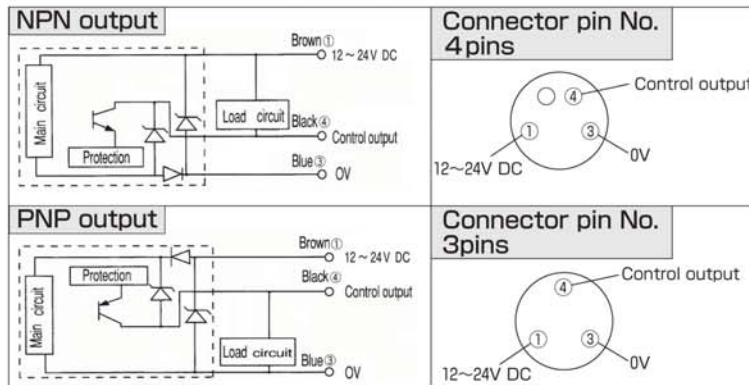 NPN output
Brown①
12~24V DC
Main circuit
Load circuit
Black④
Control output
Protection
Blue③
0V
Connector pin No.
4pins
④
Control output
①
③
12~24V DC
0V
PNP output
Brown①
12~24V DC
Protection
Black④
Control output
Main circuit
Load circuit
Blue③
0V
Connector pin No.
3pins
④
Control output
①
③
12~24V DC
0V